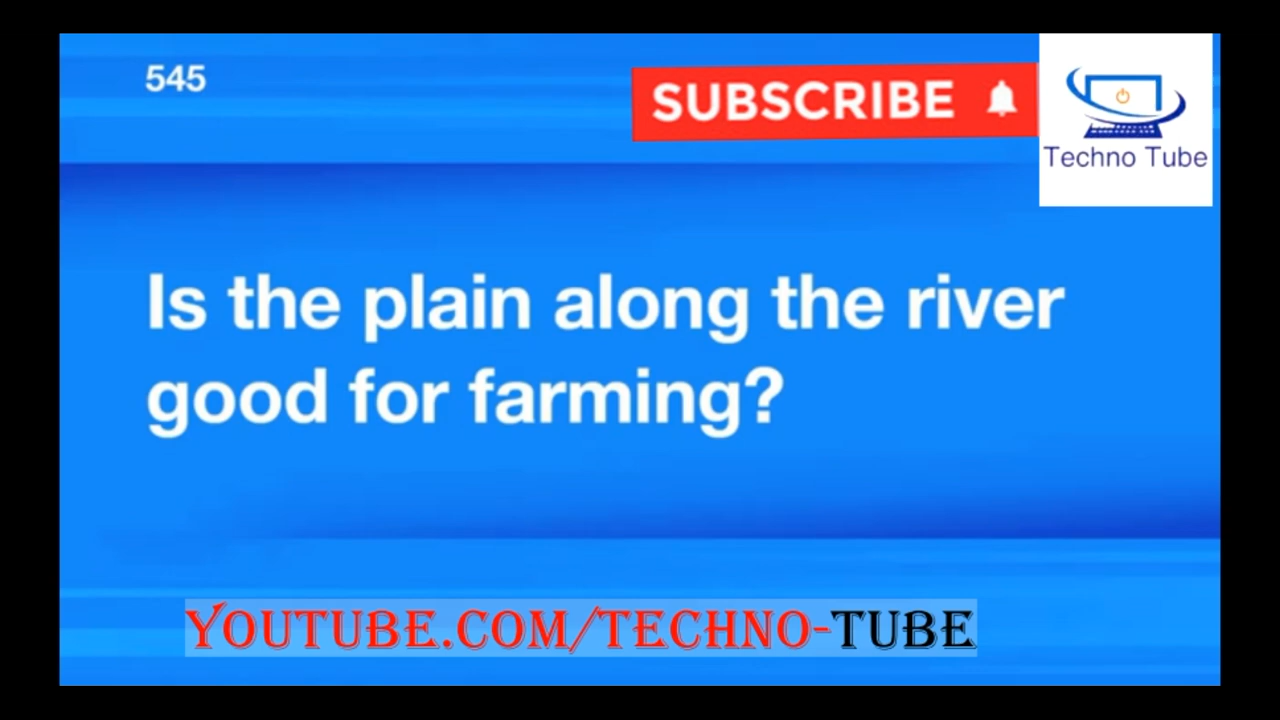 545
SUBSCRIBE
Techno Tube
Is the plain along the river
good for farming?
YOUTUBE.COM/TECHNO-TUBE